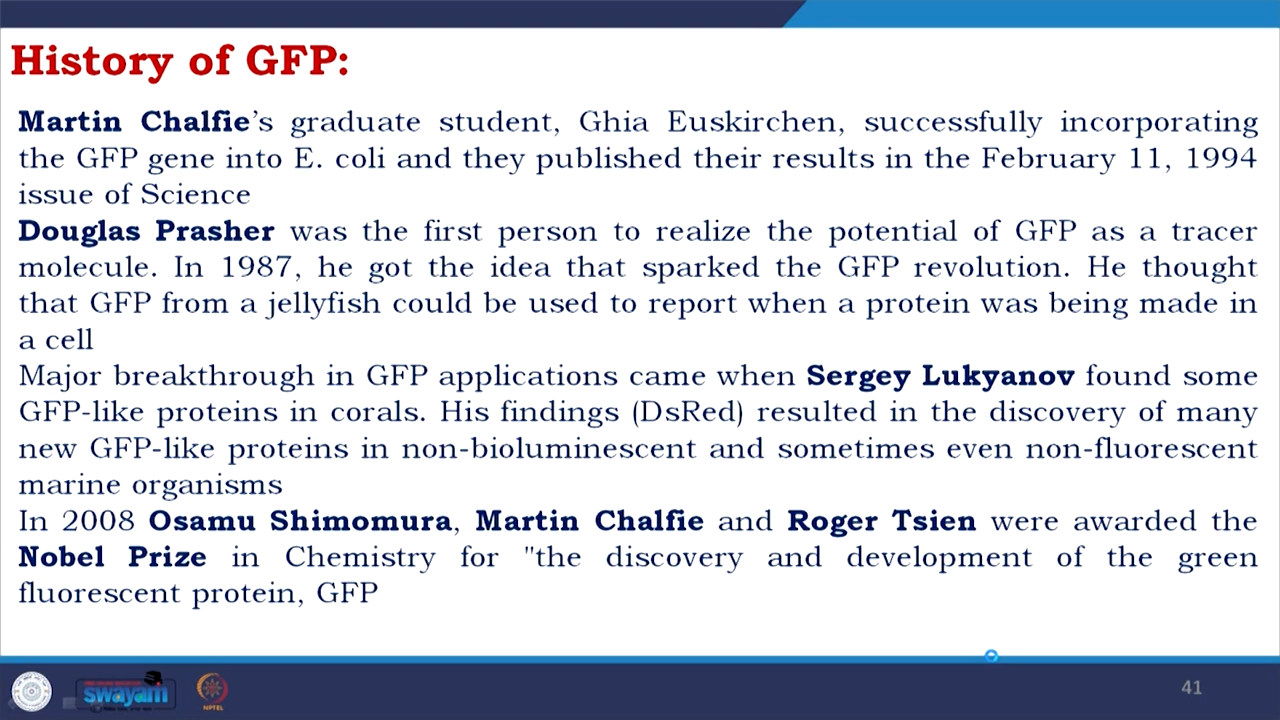 History of GFP:
Martin Chalfie's graduate student, Ghia Euskirchen, successfully incorporating
the GFP gene into E. coli and they published their results in the February 11, 1994
issue of Science
Douglas Prasher was the first person to realize the potential of GFP as a tracer
molecule. In 1987, he got the idea that sparked the GFP revolution. He thought
that GFP from a jellyfish could be used to report when a protein was being made in
a cell
Major breakthrough in GFP applications came when Sergey Lukyanov found some
GFP-like proteins in corals. His findings (DsRed) resulted in the discovery of many
new GFP-like proteins in non-bioluminescent and sometimes even non-fluorescent
marine organisms
In 2008 Osamu Shimomura, Martin Chalfie and Roger Tsien were awarded the
Nobel Prize in Chemistry for "the discovery and development of the green
fluorescent protein, GFP
swayam
NPTEL
41